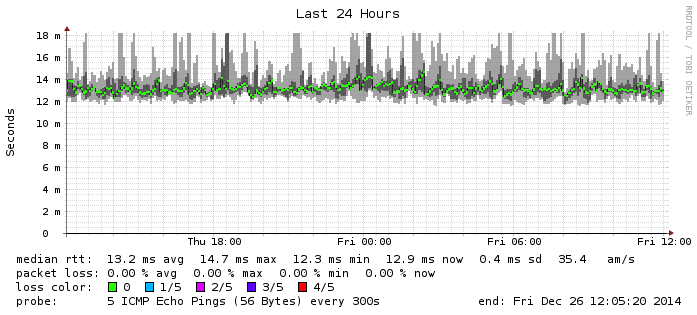 Last 24 Hours
RRDTOOL / TOBI OETIKER
Seconds
18 m
16 m
14 m
12 m
10 m
8 m
6 m
4 m
2 m
0
Thu 18:00 Fri 00:00 Fri 06:00 Fri 12:00
median rtt: 13.2 ms avg 14.7 ms max 12.3 ms min 12.9 ms now 0.4 ms sd 35.4 am/s
packet loss: 0.00 % avg 0.00 % max 0.00 % min 0.00 % now
loss color: 0 1/5 2/5 3/5 4/5
probe: 5 ICMP Echo Pings (56 Bytes) every 300s end: Fri Dec 26 12:05:20 2014